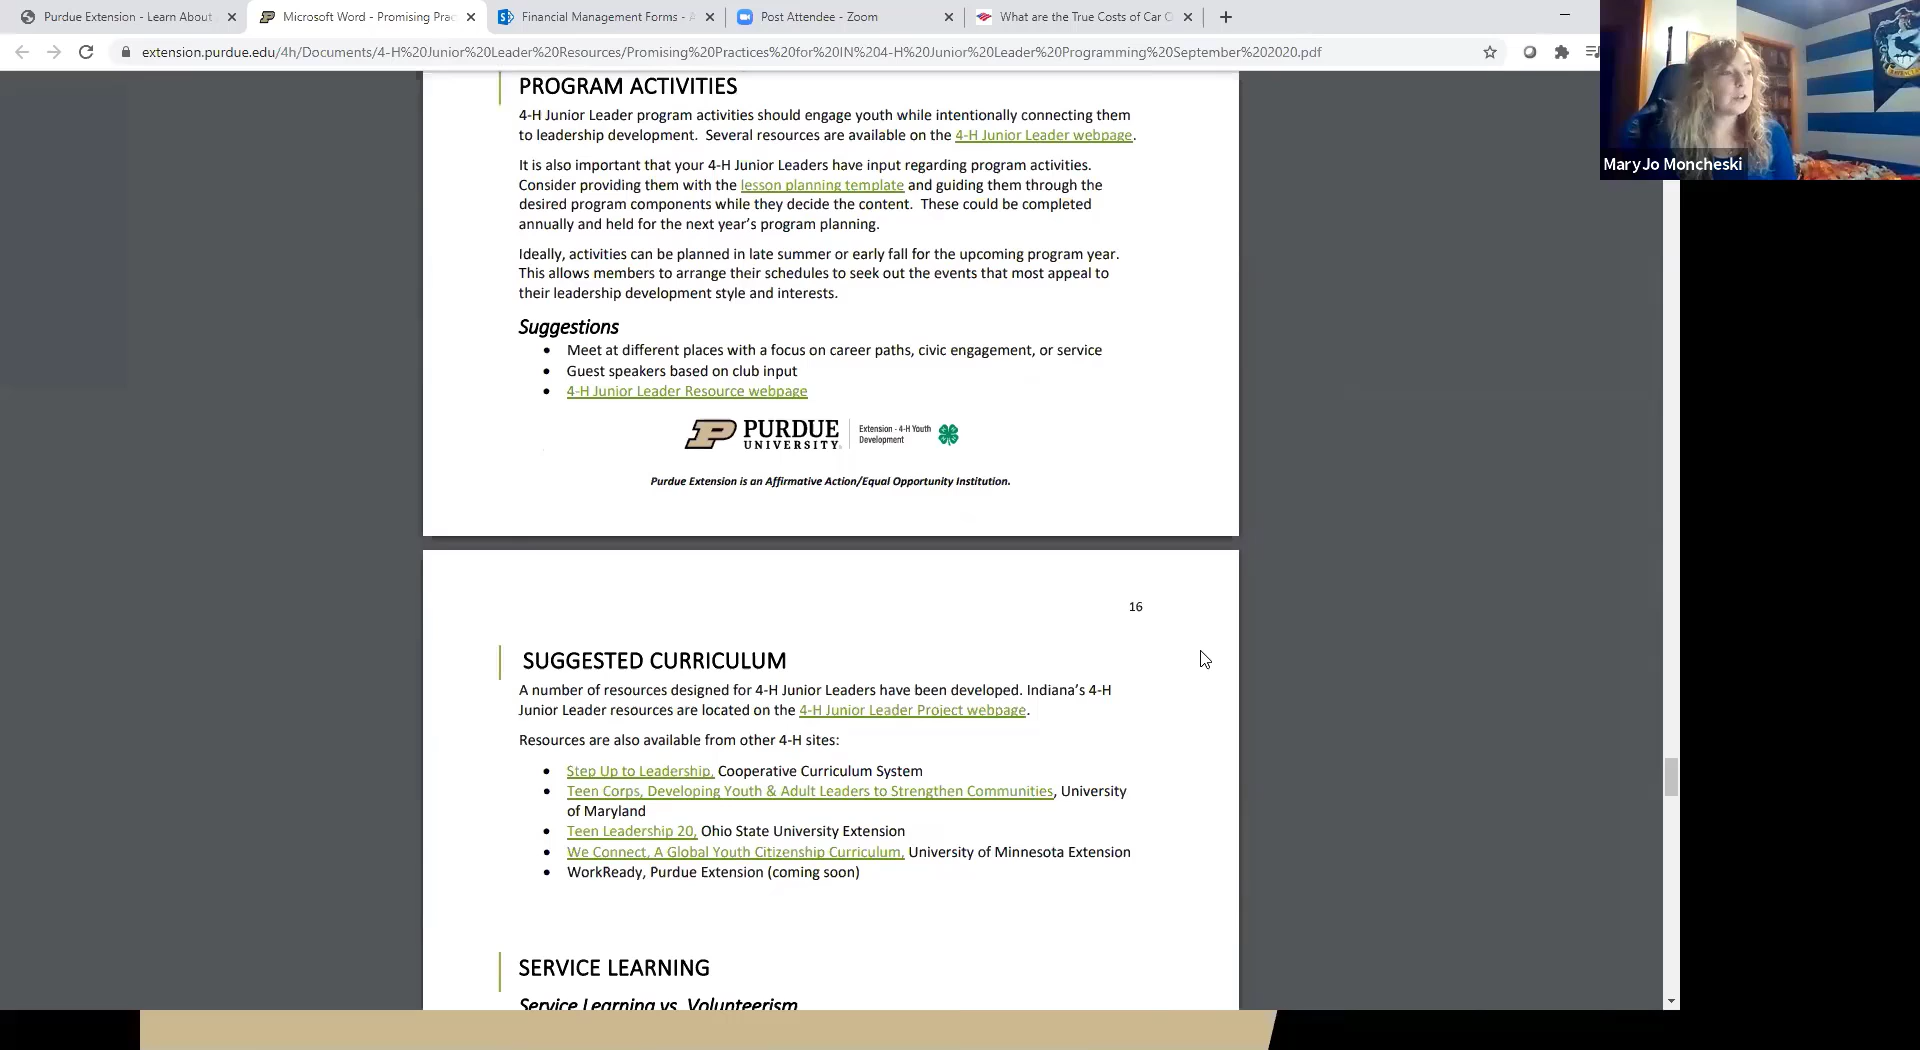 Purdue Extension - Learn About
Microsoft Word - Promising Prac
Financial Management Forms - A
Post Attendee - Zoom
What are the True Costs of Car O
extension.purdue.edu/4h/Documents/4-H%20Junior%20Leader%20Resources/Promising%20Practices%20for%20IN%204-H%20Junior%20Leader%20Programming%20September%202020.pdf
MaryJo Moncheski
PROGRAM ACTIVITIES
4-H Junior Leader program activities should engage youth while intentionally connecting them
to leadership development.  Several resources are available on the 4-H Junior Leader webpage.
It is also important that your 4-H Junior Leaders have input regarding program activities.
Consider providing them with the lesson planning template and guiding them through the
desired program components while they decide the content.  These could be completed
annually and held for the next year's program planning.
Ideally, activities can be planned in late summer or early fall for the upcoming program year.
This allows members to arrange their schedules to seek out the events that most appeal to
their leadership development style and interests.
Suggestions
• Meet at different places with a focus on career paths, civic engagement, or service
• Guest speakers based on club input
• 4-H Junior Leader Resource webpage
PURDUE
UNIVERSITY.
Extension - 4-H Youth
Development
Purdue Extension is an Affirmative Action/Equal Opportunity Institution.
16
SUGGESTED CURRICULUM
A number of resources designed for 4-H Junior Leaders have been developed. Indiana's 4-H
Junior Leader resources are located on the 4-H Junior Leader Project webpage.
Resources are also available from other 4-H sites:
• Step Up to Leadership, Cooperative Curriculum System
• Teen Corps, Developing Youth & Adult Leaders to Strengthen Communities, University
of Maryland
• Teen Leadership 20, Ohio State University Extension
• We Connect, A Global Youth Citizenship Curriculum, University of Minnesota Extension
• WorkReady, Purdue Extension (coming soon)
SERVICE LEARNING
Service Learning vs. Volunteerism